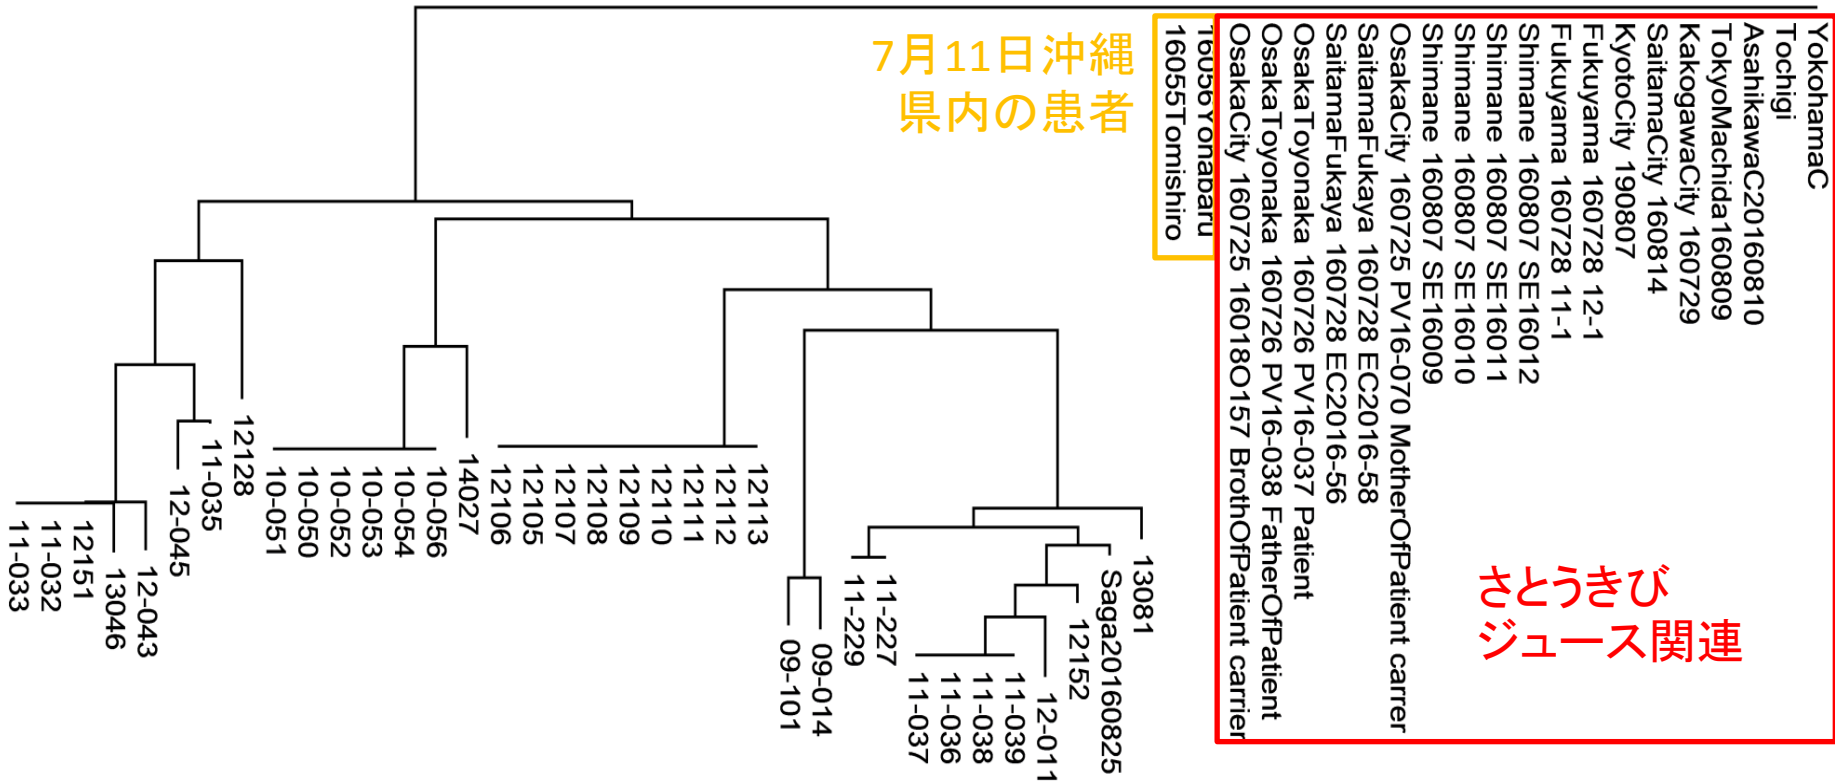 7月11日沖縄
県内の患者
16055Tomishiro
16056Yonabaru
OsakaCity 160725 16018O157 BrothOfPatient carrier
OsakaToyonaka 160726 PV16-038 FatherOfPatient
OsakaToyonaka 160726 PV16-037 Patient
SaitamaFukaya 160728 EC2016-56
SaitamaFukaya 160728 EC2016-58
OsakaCity 160725 PV16-070 MotherOfPatient carrer
Shimane 160807 SE16009
Shimane 160807 SE16010
Shimane 160807 SE16011
Shimane 160807 SE16012
Fukuyama 160728 11-1
Fukuyama 160728 12-1
KyotoCity 190807
SaitamaCity 160814
KakogawaCity 160729
TokyoMachida160809
AsahikawaC20160810
Tochigi
YokohamaC
さとうきび
ジュース関連
11-033
11-032
12151
13046
12-043
12-045
11-035
12128
10-051
10-050
10-052
10-053
10-054
10-056
14027
12106
12105
12107
12108
12109
12110
12111
12112
12113
09-101
09-014
11-229
11-227
11-037
11-036
11-038
11-039
12-011
12152
Saga20160825
13081